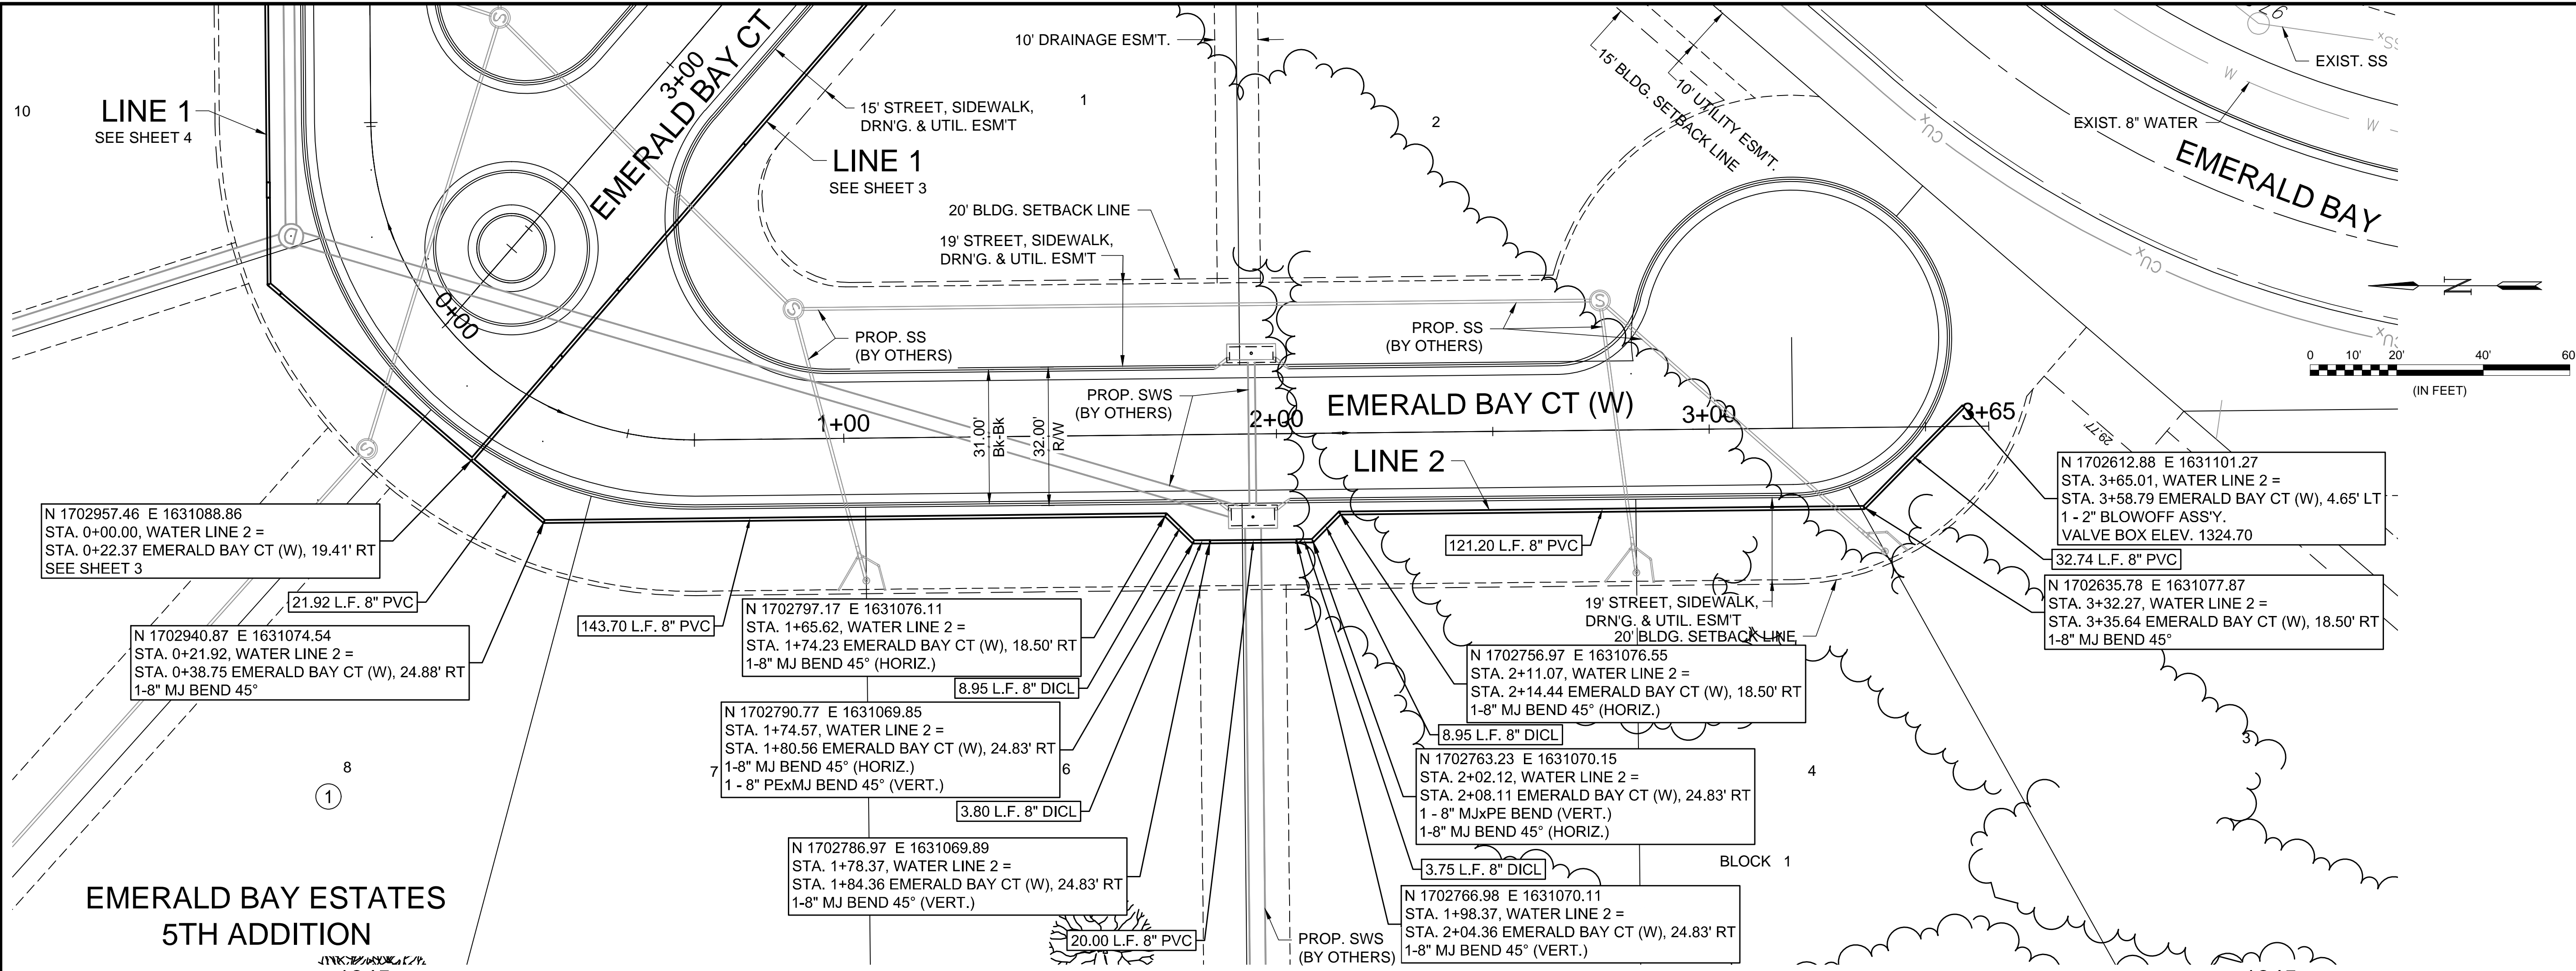 10
LINE 1
SEE SHEET 4
3+00
EMERALD BAY CT
15' STREET, SIDEWALK,
DRN'G. & UTIL. ESM'T
LINE 1
SEE SHEET 3
10' DRAINAGE ESM'T.
1
2
15' BLDG. SETBACK LINE
10' UTILITY ESM'T.
EXIST. SS
EXIST. 8" WATER
W
W
W
EMERALD BAY
N
0 10' 20' 40' 60
(IN FEET)
20' BLDG. SETBACK LINE
19' STREET, SIDEWALK,
DRN'G. & UTIL. ESM'T
D
S
S
S
S
0+00
PROP. SS
(BY OTHERS)
PROP. SS
(BY OTHERS)
PROP. SWS
(BY OTHERS)
31.00'
Bk-Bk
32.00'
R/W
1+00
2+00
EMERALD BAY CT (W)
3+00
3+65
LINE 2
29.77
N 1702957.46 E 1631088.86
STA. 0+00.00, WATER LINE 2 =
STA. 0+22.37 EMERALD BAY CT (W), 19.41' RT
SEE SHEET 3
21.92 L.F. 8" PVC
N 1702940.87 E 1631074.54
STA. 0+21.92, WATER LINE 2 =
STA. 0+38.75 EMERALD BAY CT (W), 24.88' RT
1-8" MJ BEND 45°
143.70 L.F. 8" PVC
N 1702797.17 E 1631076.11
STA. 1+65.62, WATER LINE 2 =
STA. 1+74.23 EMERALD BAY CT (W), 18.50' RT
1-8" MJ BEND 45° (HORIZ.)
8.95 L.F. 8" DICL
N 1702790.77 E 1631069.85
STA. 1+74.57, WATER LINE 2 =
STA. 1+80.56 EMERALD BAY CT (W), 24.83' RT
1-8" MJ BEND 45° (HORIZ.)
1 - 8" PExMJ BEND 45° (VERT.)
7
6
3.80 L.F. 8" DICL
N 1702786.97 E 1631069.89
STA. 1+78.37, WATER LINE 2 =
STA. 1+84.36 EMERALD BAY CT (W), 24.83' RT
1-8" MJ BEND 45° (VERT.)
20.00 L.F. 8" PVC
PROP. SWS
(BY OTHERS)
121.20 L.F. 8" PVC
19' STREET, SIDEWALK,
DRN'G. & UTIL. ESM'T
20' BLDG. SETBACK LINE
N 1702756.97 E 1631076.55
STA. 2+11.07, WATER LINE 2 =
STA. 2+14.44 EMERALD BAY CT (W), 18.50' RT
1-8" MJ BEND 45° (HORIZ.)
8.95 L.F. 8" DICL
N 1702763.23 E 1631070.15
STA. 2+02.12, WATER LINE 2 =
STA. 2+08.11 EMERALD BAY CT (W), 24.83' RT
1 - 8" MJxPE BEND (VERT.)
1-8" MJ BEND 45° (HORIZ.)
3.75 L.F. 8" DICL
N 1702766.98 E 1631070.11
STA. 1+98.37, WATER LINE 2 =
STA. 2+04.36 EMERALD BAY CT (W), 24.83' RT
1-8" MJ BEND 45° (VERT.)
N 1702612.88 E 1631101.27
STA. 3+65.01, WATER LINE 2 =
STA. 3+58.79 EMERALD BAY CT (W), 4.65' LT
1 - 2" BLOWOFF ASS'Y.
VALVE BOX ELEV. 1324.70
32.74 L.F. 8" PVC
N 1702635.78 E 1631077.87
STA. 3+32.27, WATER LINE 2 =
STA. 3+35.64 EMERALD BAY CT (W), 18.50' RT
1-8" MJ BEND 45°
3
4
BLOCK 1
8
1
EMERALD BAY ESTATES
5TH ADDITION